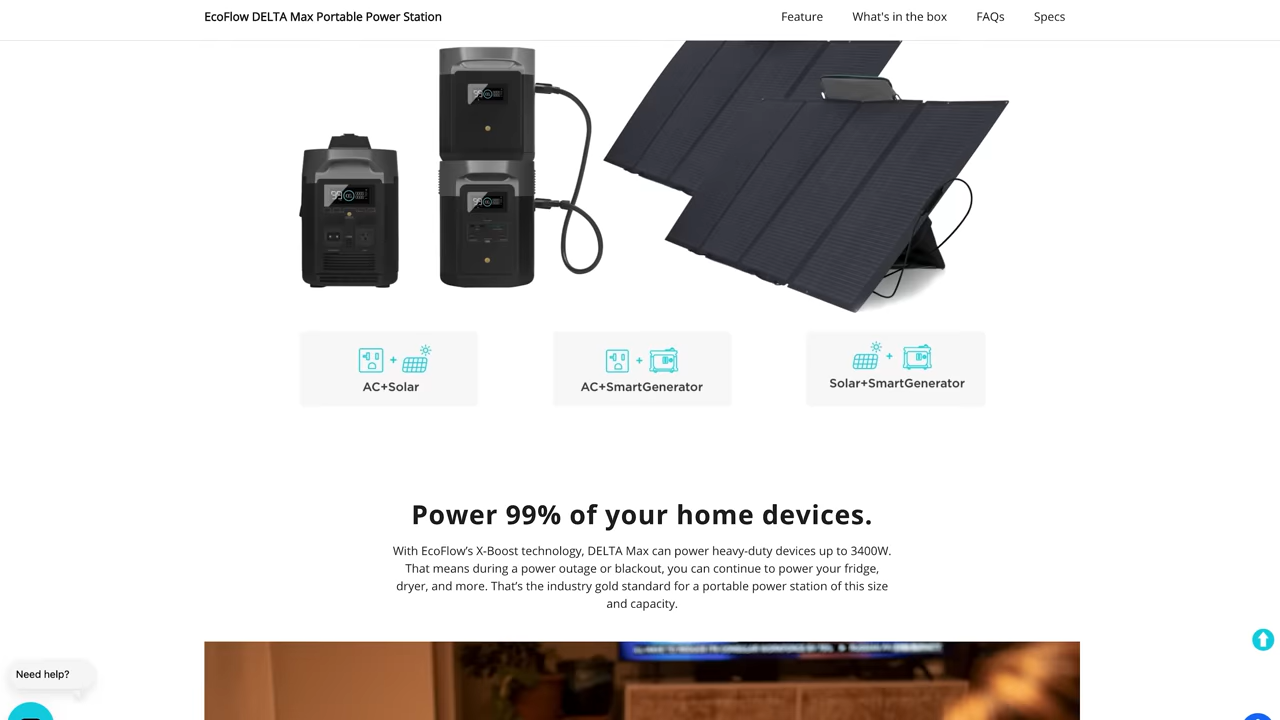 EcoFlow DELTA Max Portable Power Station
Feature
What's in the box
FAQs
Specs
99
99
99
AC+Solar
AC+SmartGenerator
Solar+SmartGenerator
Power 99% of your home devices.
With EcoFlow’s X-Boost technology, DELTA Max can power heavy-duty devices up to 3400W.
That means during a power outage or blackout, you can continue to power your fridge,
dryer, and more. That’s the industry gold standard for a portable power station of this size
and capacity.
Need help?